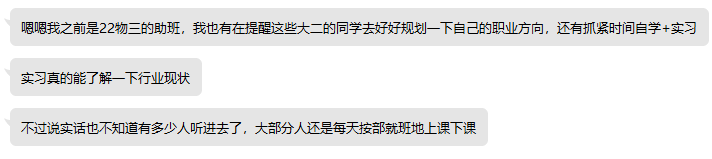 嗯嗯我之前是22物三的助班，我也有在提醒这些大二的同学去好好规划一下自己的职业方向，还有抓紧时间自学+实习
实习真的能了解一下行业现状
不过说实话也不知道有多少人听进去了，大部分人还是每天按部就班地上课下课